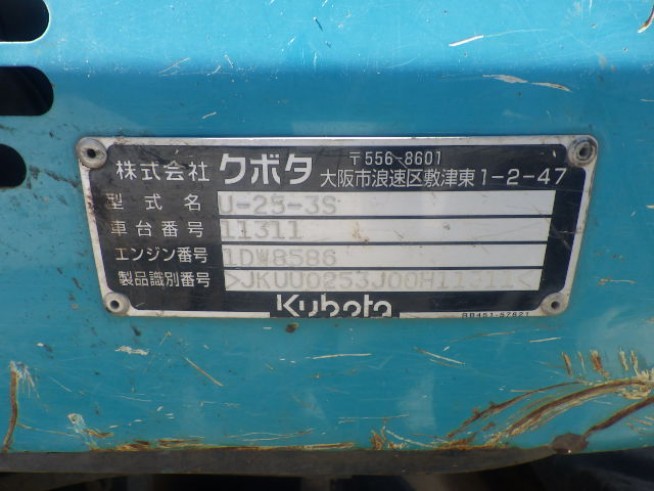 株式会社 クボタ 〒556-8601
大阪市浪速区敷津東1-2-47
型式名 U-25-3S
車台番号 11311
エンジン番号 1DW8586
製品識別番号
Kubota